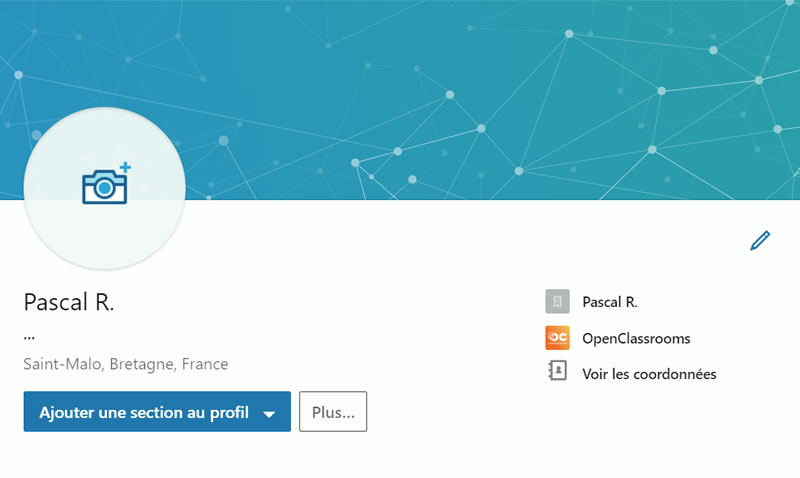 Pascal R.
...
Saint-Malo, Bretagne, France
Ajouter une section au profil
Plus...
Pascal R.
OC
OpenClassrooms
Voir les coordonnées